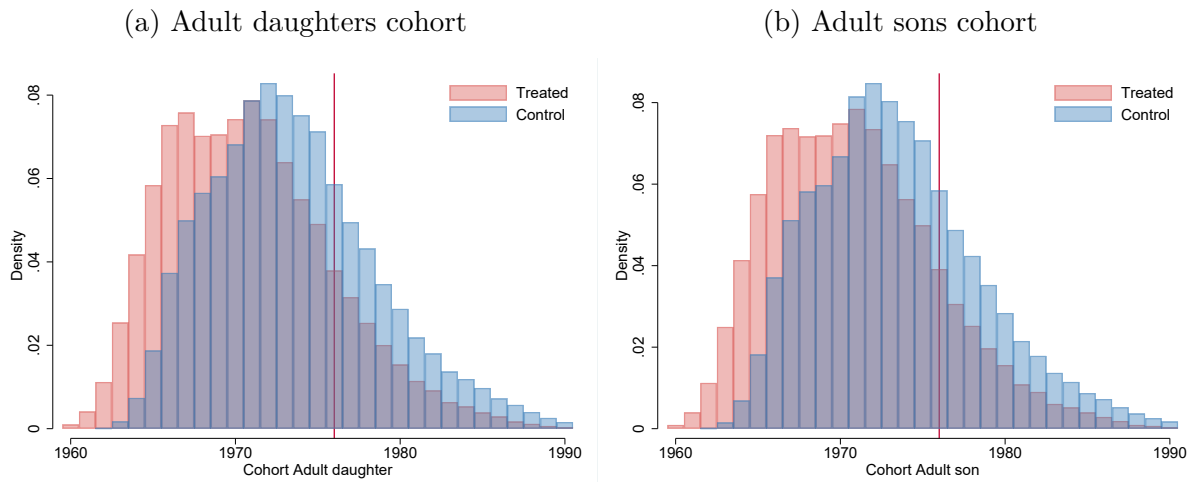 (a) Adult daughters cohort
Treated
Control
Density
0
.02
.04
.06
.08
1960
1970
1980
1990
Cohort Adult daughter
(b) Adult sons cohort
Treated
Control
Density
0
.02
.04
.06
.08
1960
1970
1980
1990
Cohort Adult son